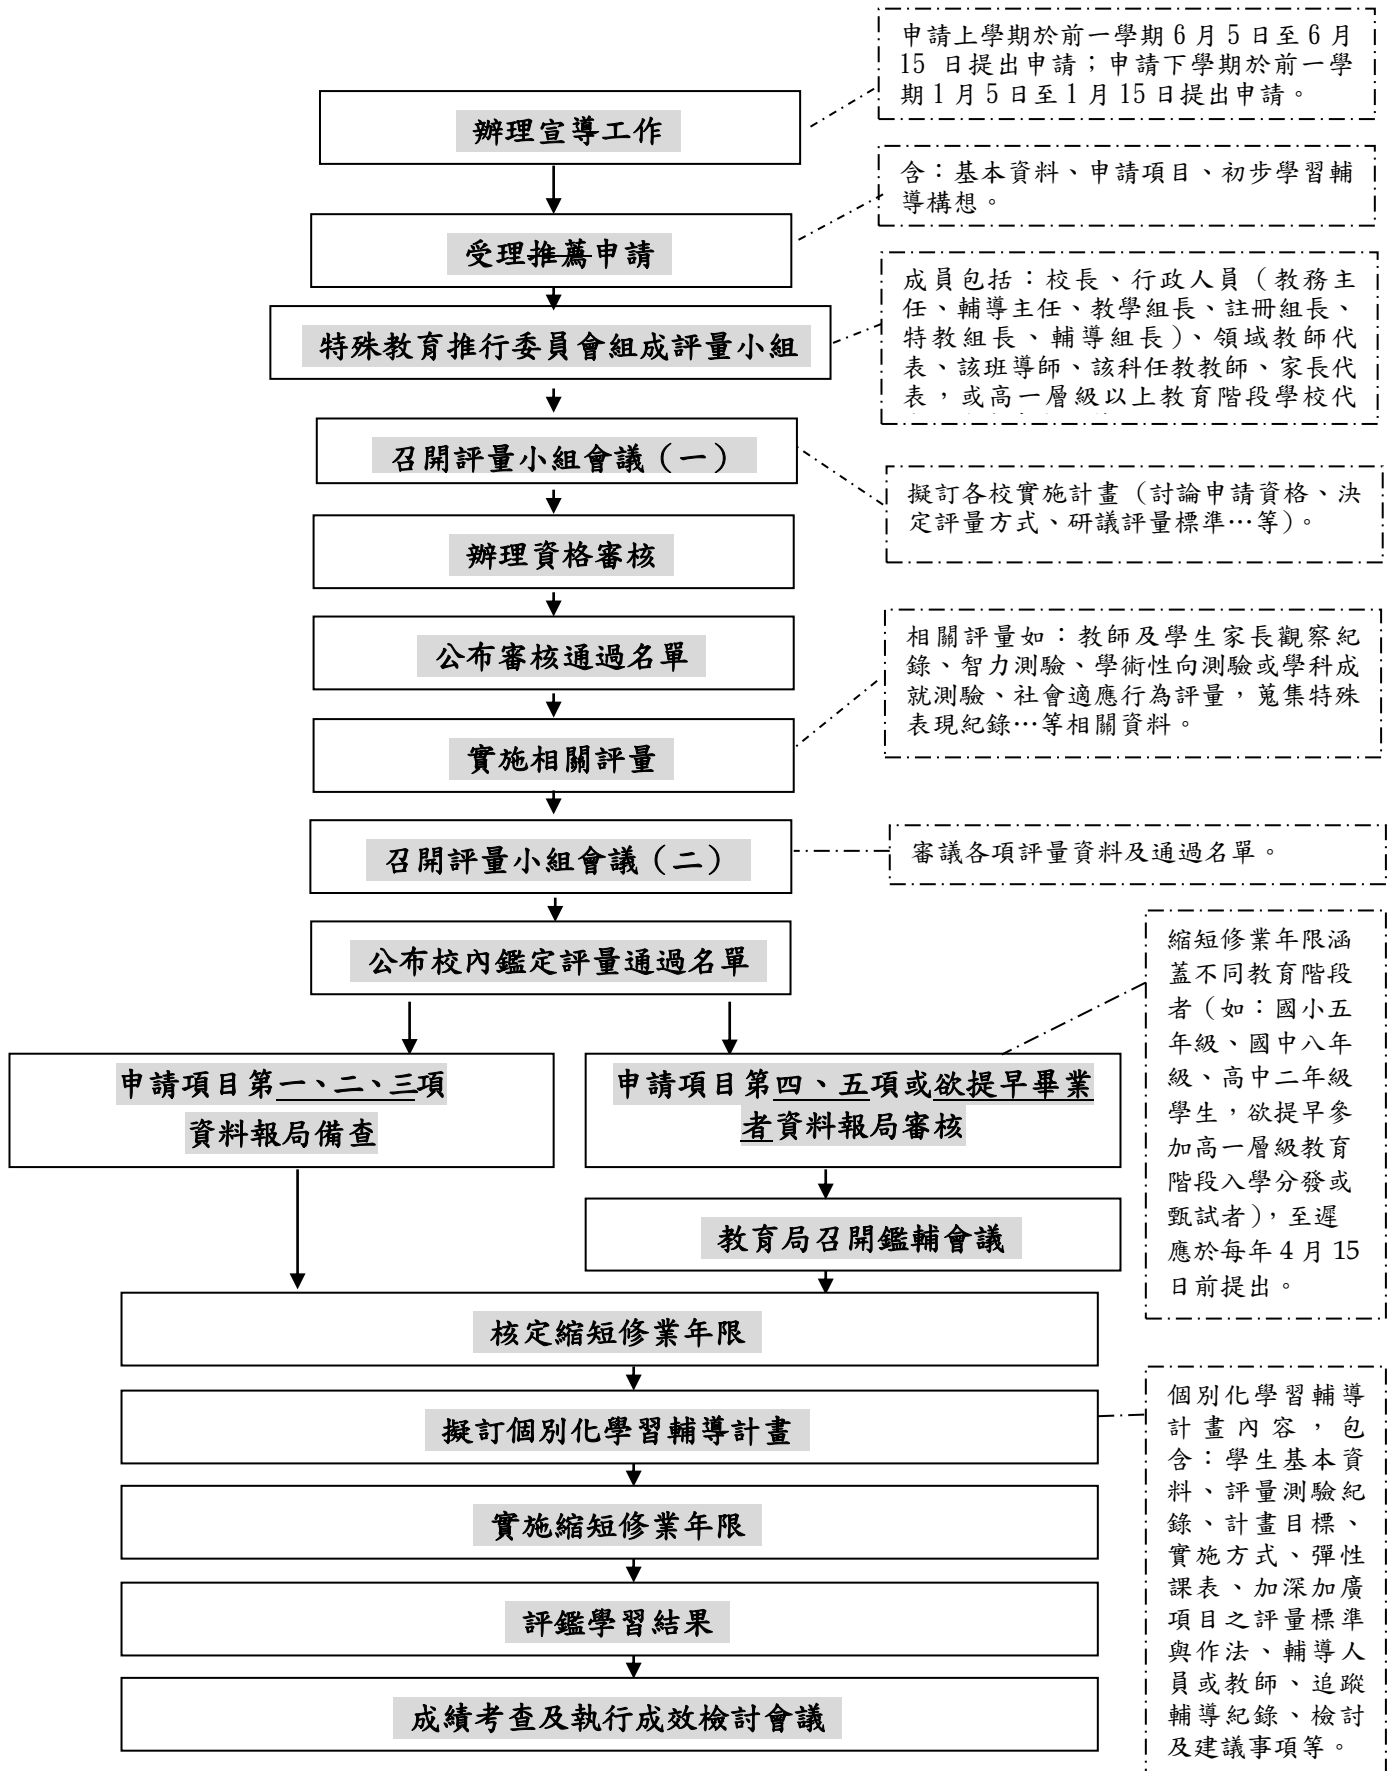 申請上學期於前一學期 6 月 5 日至 6 月
15 日提出申請；申請下學期於前一學
期 1 月 5 日至 1 月 15 日提出申請。
辦理宣導工作
含：基本資料、申請項目、初步學習輔
導構想。
受理推薦申請
成員包括：校長、行政人員（教務主
任、輔導主任、教學組長、註冊組長、
特教組長、輔導組長）、領域教師代
表、該班導師、該科任教教師、家長代
表，或高一層級以上教育階段學校代
特殊教育推行委員會組成評量小組
召開評量小組會議（一）
擬訂各校實施計畫（討論申請資格、決
定評量方式、研議評量標準…等）。
辦理資格審核
公布審核通過名單
相關評量如：教師及學生家長觀察紀
錄、智力測驗、學術性向測驗或學科成
就測驗、社會適應行為評量，蒐集特殊
表現紀錄…等相關資料。
實施相關評量
召開評量小組會議（二）
審議各項評量資料及通過名單。
公布校內鑑定評量通過名單
縮短修業年限涵
蓋不同教育階段
者（如：國小五
年級、國中八年
級、高中二年級
學生，欲提早參
加高一層級教育
階段入學分發或
甄試者），至遲
應於每年 4 月 15
日前提出。
申請項目第一、二、三項
資料報局備查
申請項目第四、五項或欲提早畢業
者資料報局審核
教育局召開鑑輔會議
核定縮短修業年限
擬訂個別化學習輔導計畫
個別化學習輔導
計畫內容，包
含：學生基本資
料、評量測驗紀
錄、計畫目標、
實施方式、彈性
課表、加深加廣
項目之評量標準
與作法、輔導人
員或教師、追蹤
輔導紀錄、檢討
及建議事項等。
實施縮短修業年限
評鑑學習結果
成績考查及執行成效檢討會議